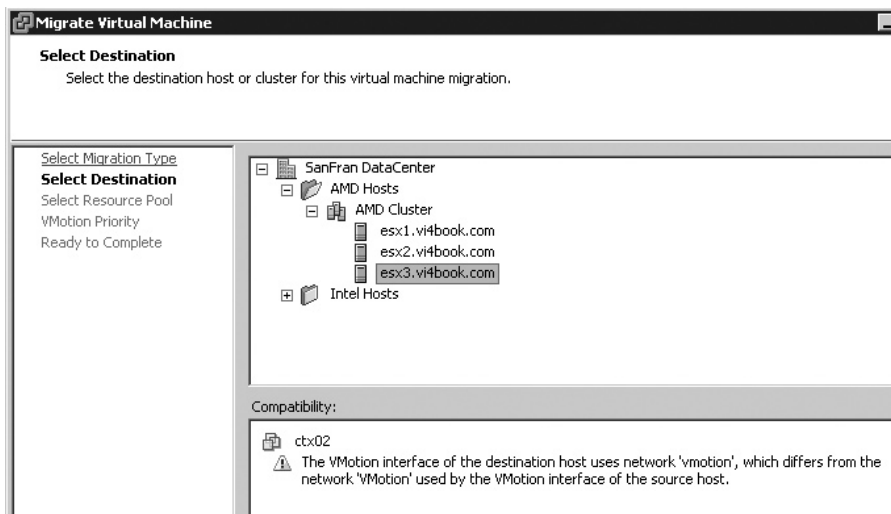 Migrate Virtual Machine
Select Destination
Select the destination host or cluster for this virtual machine migration.
Select Migration Type
Select Destination
Select Resource Pool
VMotion Priority
Ready to Complete
SanFran DataCenter
AMD Hosts
AMD Cluster
esx1.vi4book.com
esx2.vi4book.com
esx3.vi4book.com
Intel Hosts
Compatibility:
ctx02
The VMotion interface of the destination host uses network 'vmotion', which differs from the
network 'VMotion' used by the VMotion interface of the source host.